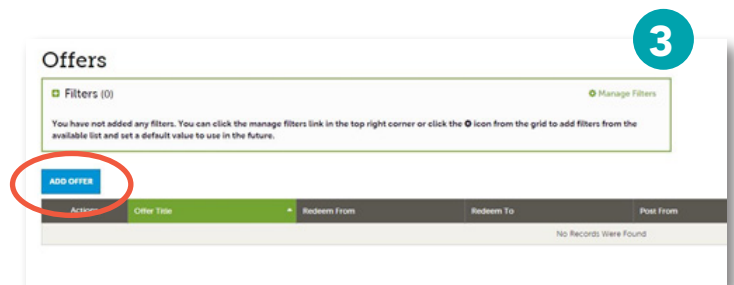 3
Offers
Filters (0)
Manage Filters
You have not added any filters. You can click the manage filters link in the top right corner or click the icon from the grid to add filters from the
available list and set a default value to use in the future.
ADD OFFER
Actions Offer Title Redeem From Redeem To Post From
No Records Were Found